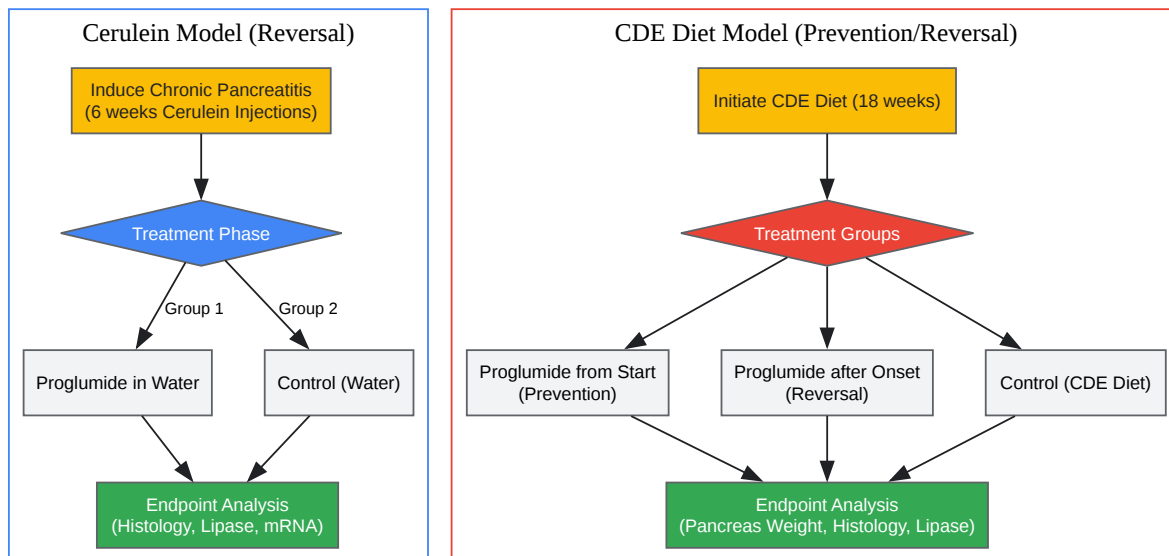 Cerulein Model (Reversal)
Induce Chronic Pancreatitis
(6 weeks Cerulein Injections)
Treatment Phase
Group 1
Group 2
Proglumide in Water
Control (Water)
Endpoint Analysis
(Histology, Lipase, mRNA)
CDE Diet Model (Prevention/Reversal)
Initiate CDE Diet (18 weeks)
Treatment Groups
Proglumide from Start
(Prevention)
Proglumide after Onset
(Reversal)
Control (CDE Diet)
Endpoint Analysis
(Pancreas Weight, Histology, Lipase)